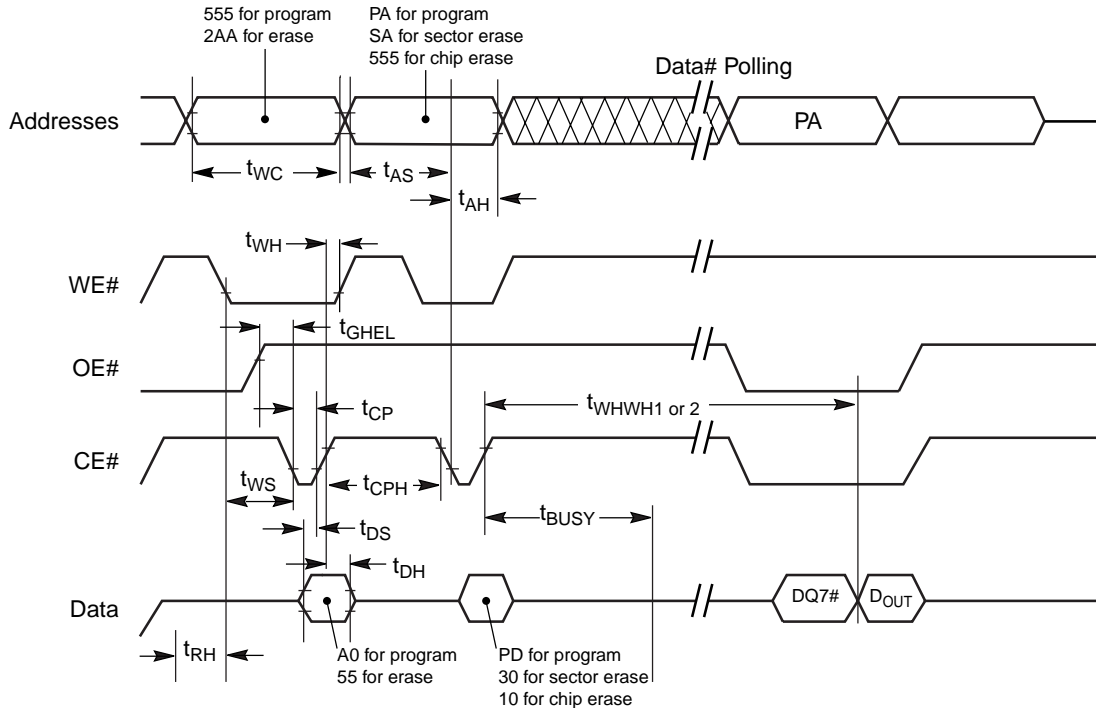 555 for program
2AA for erase
PA for program
SA for sector erase
555 for chip erase
Data# Polling
Addresses
PA
tWC
tAS
tAH
tWH
WE#
tGHEL
OE#
tWHWH1 or 2
tCP
CE#
tWS
tCPH
tBUSY
tDS
tDH
Data
DQ7#
DOUT
tRH
A0 for program
55 for erase
PD for program
30 for sector erase
10 for chip erase